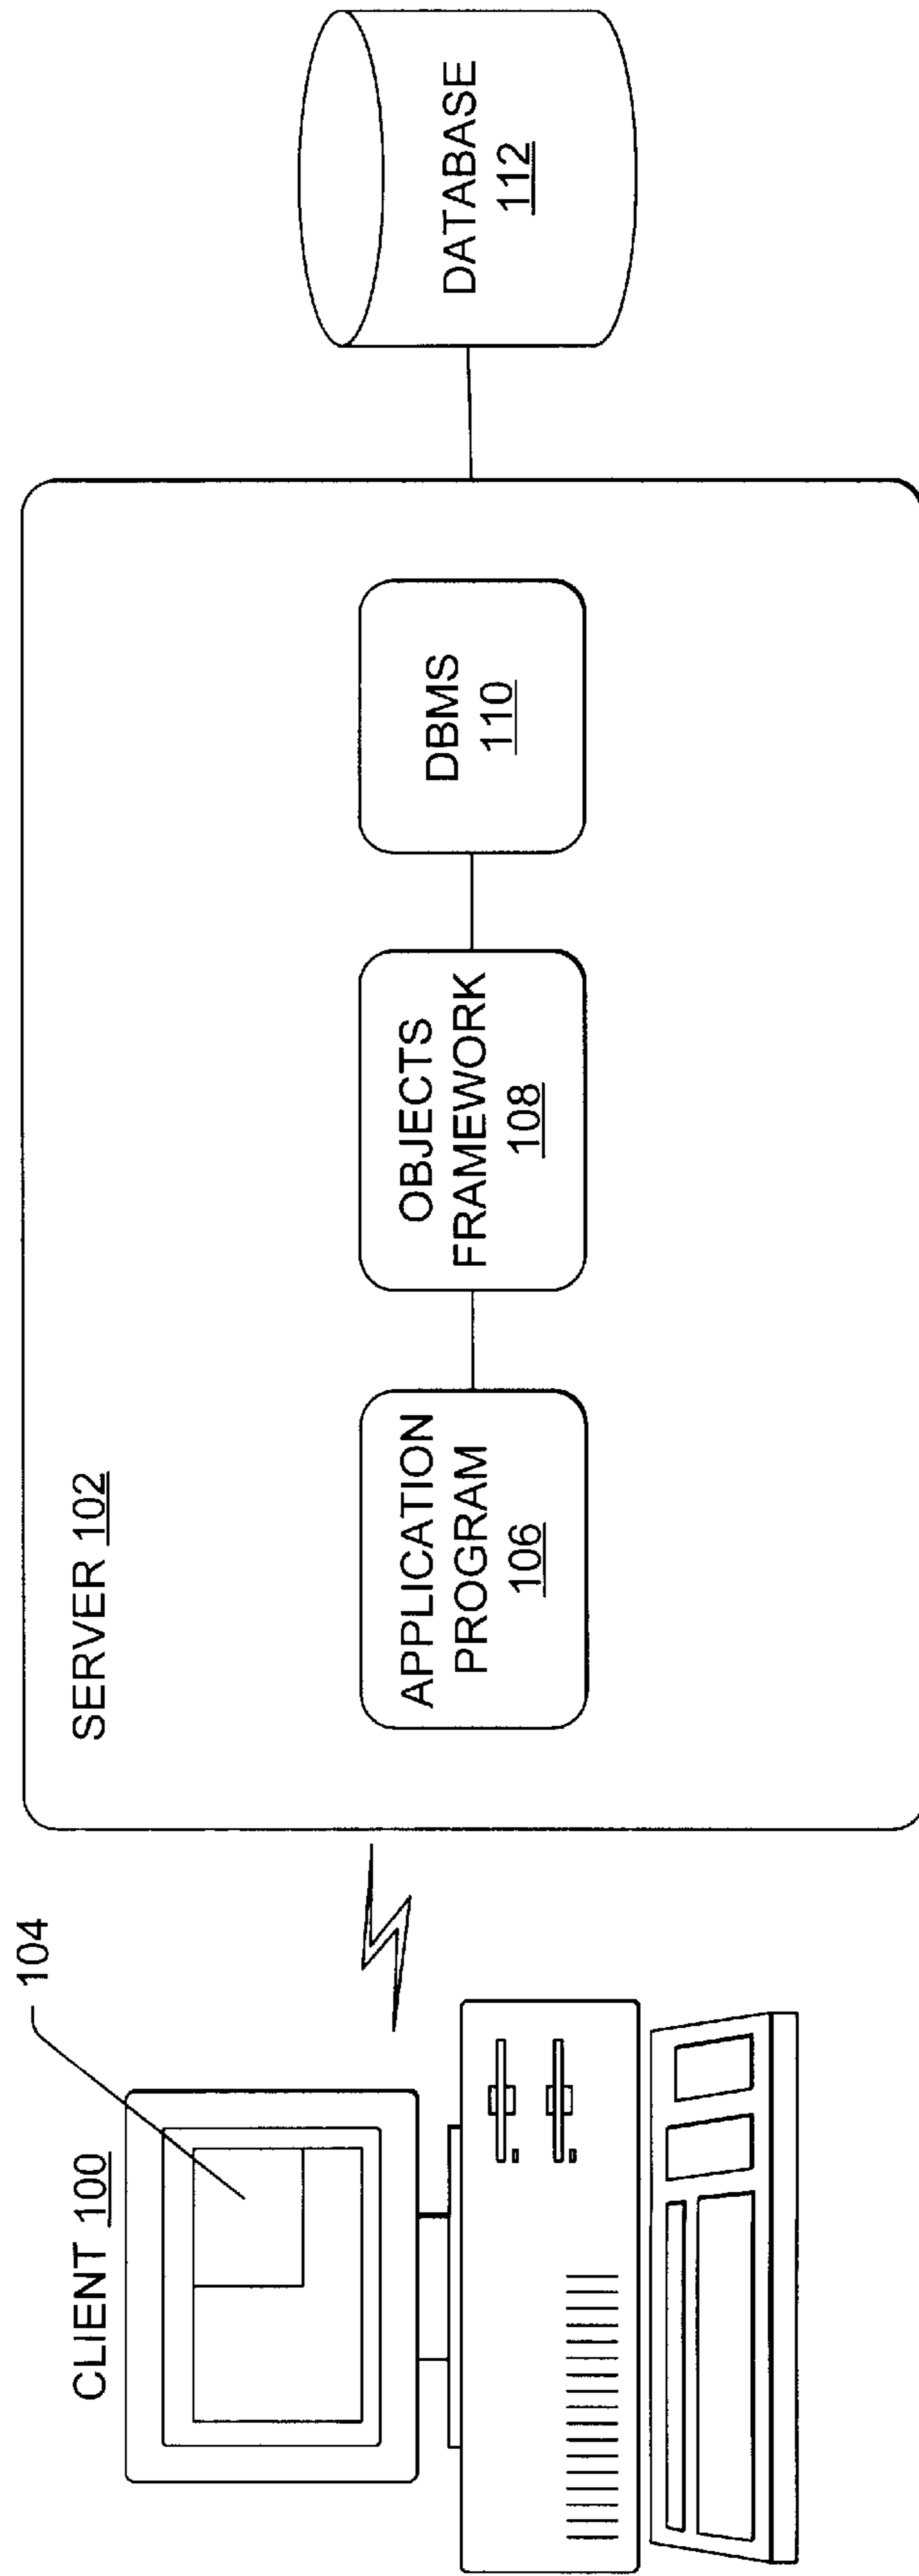 CLIENT 100
104
SERVER 102
APPLICATION
PROGRAM
106
OBJECTS
FRAMEWORK
108
DBMS
110
DATABASE
112